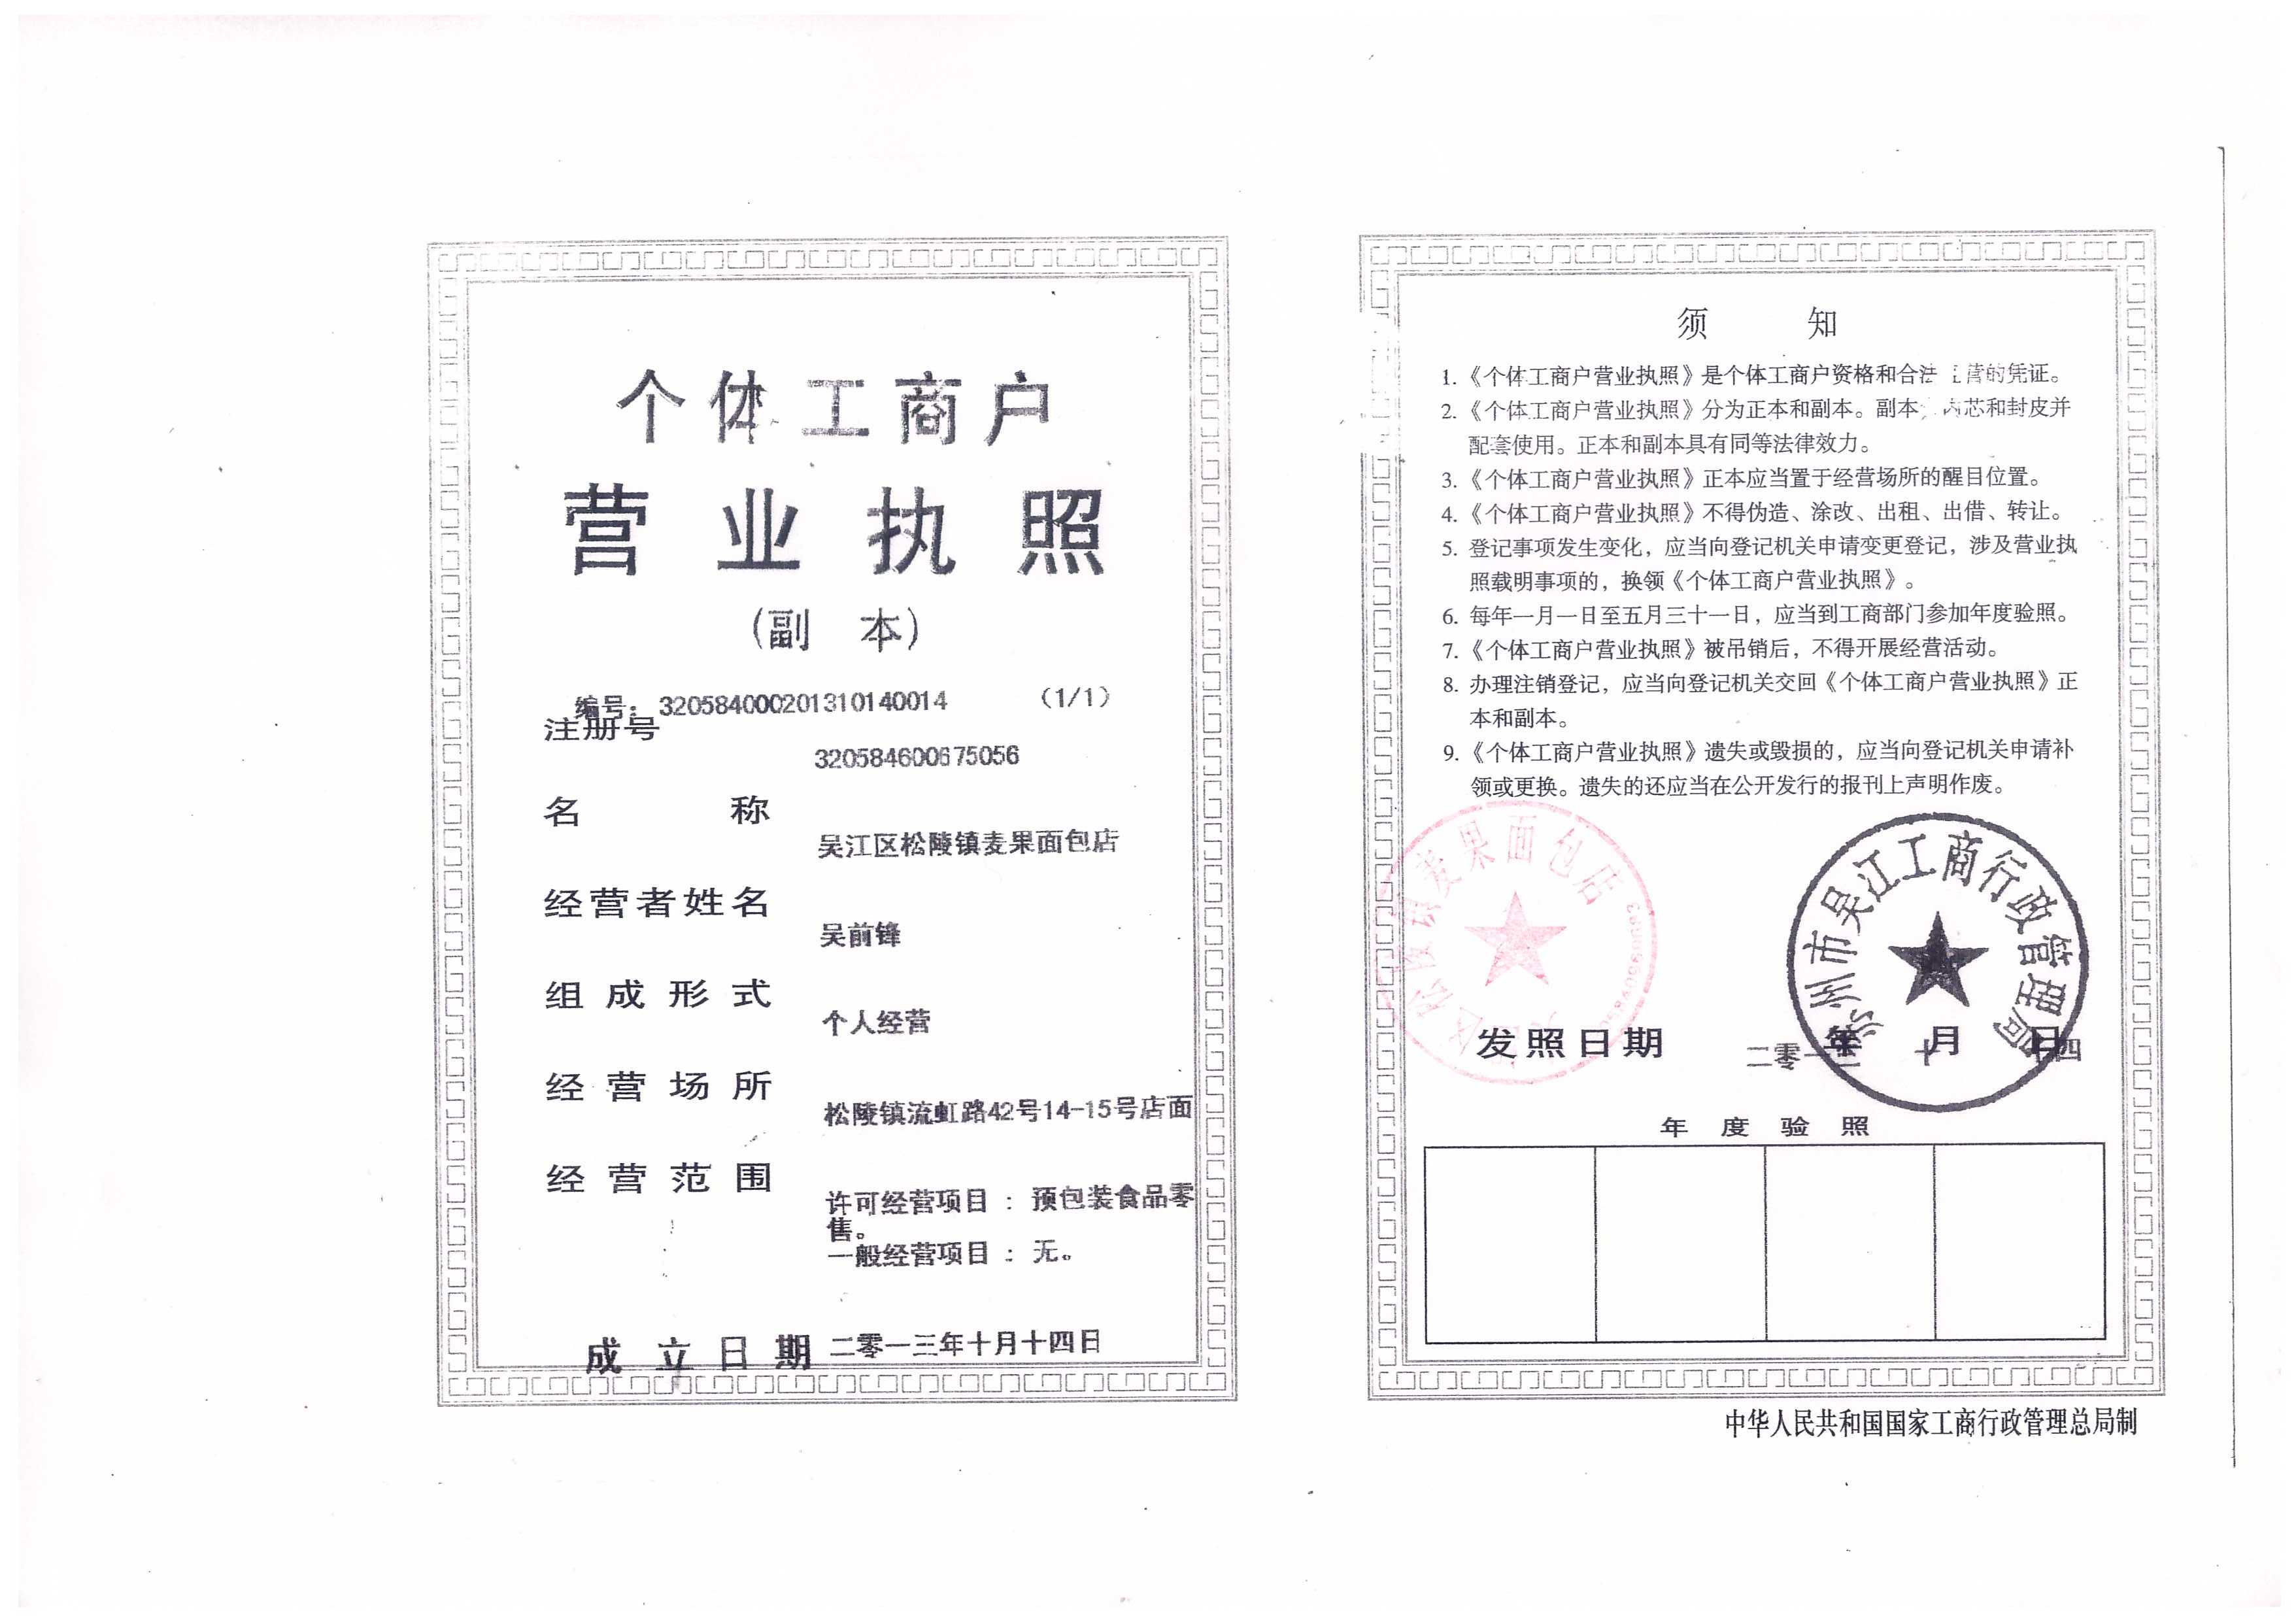 个体工商户
营业执照
(副 本)
编号: 320584000201310140014 (1/1)
注册号
320584600675056
名 称
吴江区松陵镇麦果面包店
经营者姓名
吴前锋
组成形式
个人经营
经营场所
松陵镇流虹路42号14-15号店面
经营范围
许可经营项目 : 预包装食品零
售。
一般经营项目 : 无。
成立日期 二零一三年十月十四日
须 知
1.《个体工商户营业执照》是个体工商户资格和合法 营的凭证。
2.《个体工商户营业执照》分为正本和副本。副本 内芯和封皮并
配套使用。正本和副本具有同等法律效力。
3.《个体工商户营业执照》正本应当置于经营场所的醒目位置。
4.《个体工商户营业执照》不得伪造、涂改、出租、出借、转让。
5. 登记事项发生变化，应当向登记机关申请变更登记，涉及营业执
照载明事项的，换领《个体工商户营业执照》。
6. 每年一月一日至五月三十一日，应当到工商部门参加年度验照。
7.《个体工商户营业执照》被吊销后，不得开展经营活动。
8. 办理注销登记，应当向登记机关交回《个体工商户营业执照》正
本和副本。
9.《个体工商户营业执照》遗失或毁损的，应当向登记机关申请补
领或更换。遗失的还应当在公开发行的报刊上声明作废。
区松陵镇麦果面包店
苏州市吴江工商行政管理局
发照日期 二零一 年 十月 十四日
年度验照
中华人民共和国国家工商行政管理总局制